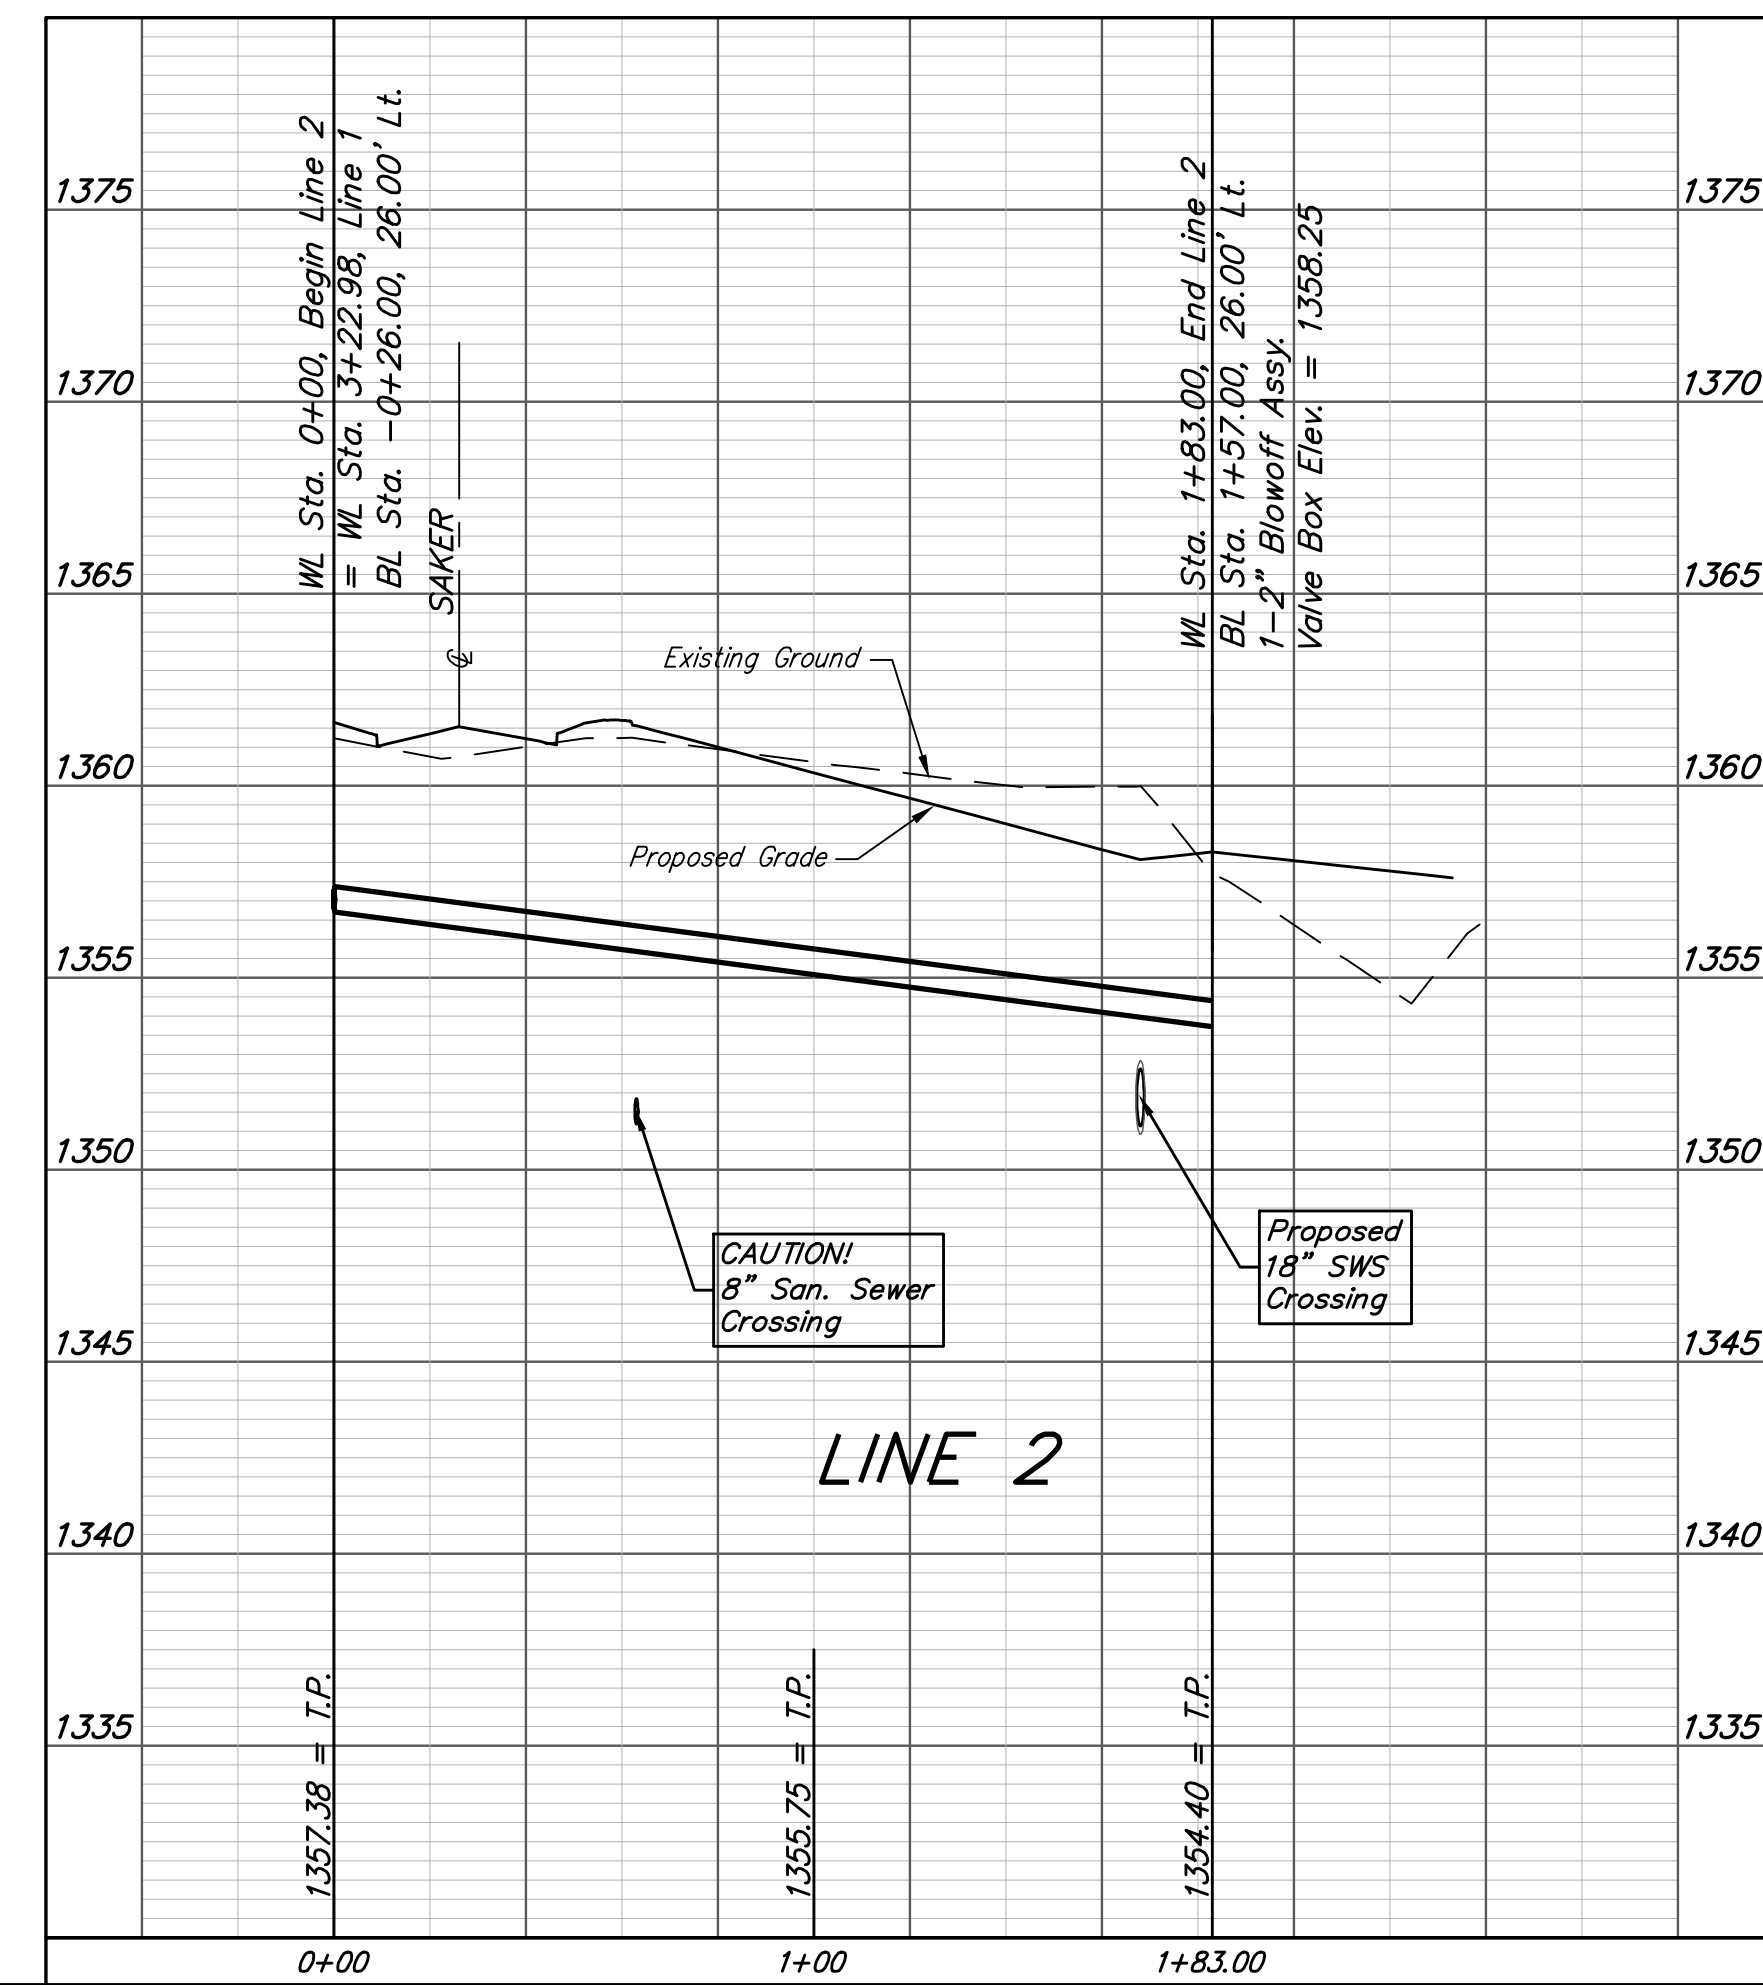 WL Sta. 0+00, Begin Line 2
= WL Sta. 3+22.98, Line 1
BL Sta. -0+26.00, 26.00' Lt.
SAKER
℄
WL Sta. 1+83.00, End Line 2
BL Sta. 1+57.00, 26.00' Lt.
1-2" Blowoff Assy.
Valve Box Elev. = 1358.25
1375
1375
1370
1370
1365
1365
Existing Ground
1360
1360
Proposed Grade
1355
1355
1350
1350
CAUTION!
8" San. Sewer
Crossing
Proposed
18" SWS
Crossing
1345
1345
LINE 2
1340
1340
1335
1335
1357.38 = T.P.
1355.75 = T.P.
1354.40 = T.P.
0+00
1+00
1+83.00